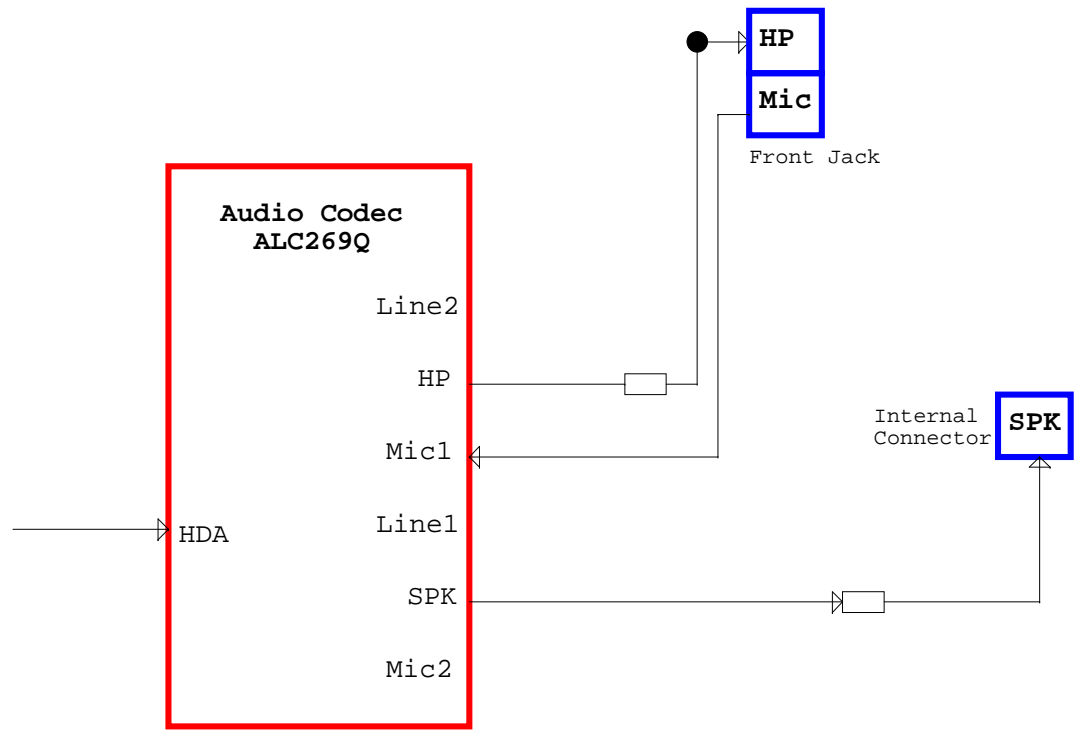 HP
Mic
Front Jack
Audio Codec
ALC269Q
Line2
HP
Mic1
Line1
HDA
SPK
Mic2
Internal
Connector
SPK